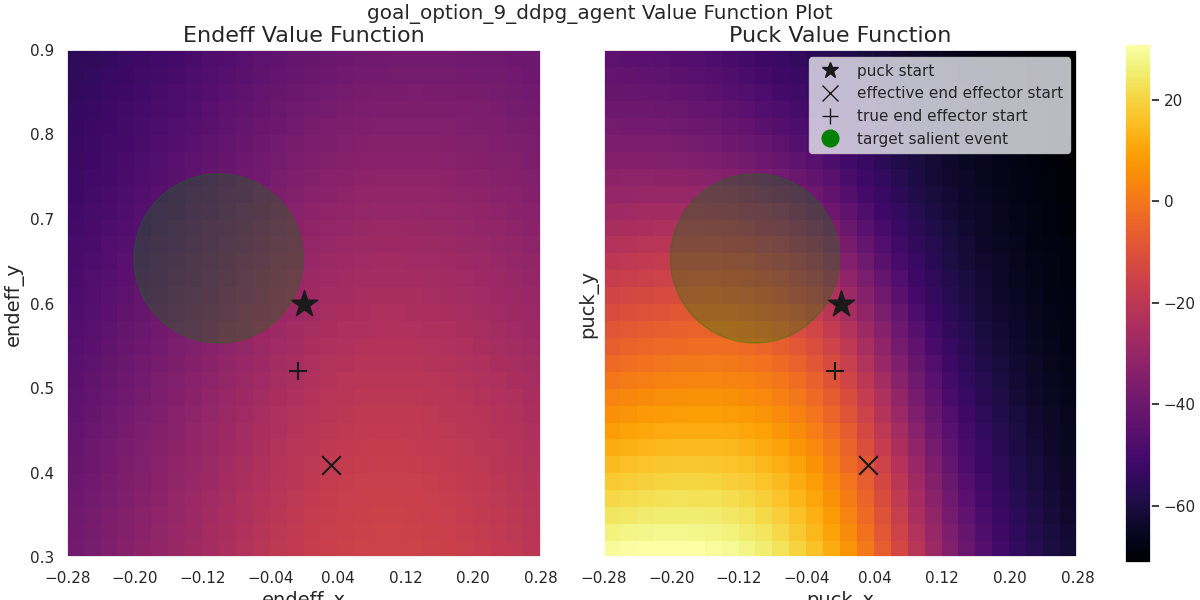 goal_option_9_ddpg_agent Value Function Plot
Endeff Value Function
Puck Value Function
0.9
0.8
0.7
0.6
0.5
0.4
0.3
endeff_y
−0.28 −0.20 −0.12 −0.04 0.04 0.12 0.20 0.28
endeff_x
puck_y
puck start
effective end effector start
true end effector start
target salient event
−0.28 −0.20 −0.12 −0.04 0.04 0.12 0.20 0.28
puck_x
20
0
−20
−40
−60